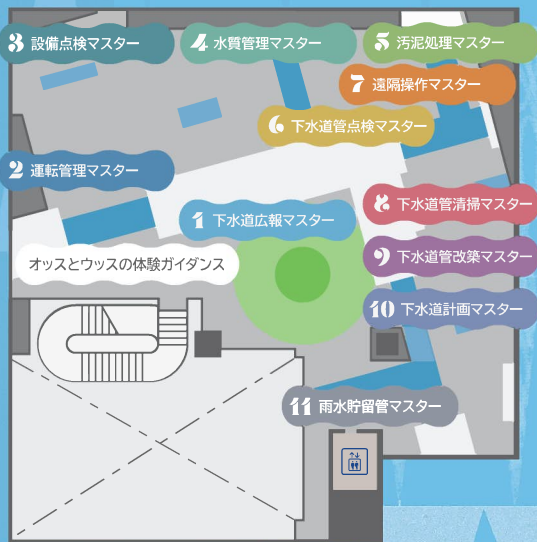 3 設備点検マスター
4 水質管理マスター
5 汚泥処理マスター
7 遠隔操作マスター
6 下水道管点検マスター
2 運転管理マスター
1 下水道広報マスター
8 下水道管清掃マスター
オッスとウッスの体験ガイダンス
9 下水道管改築マスター
10 下水道計画マスター
11 雨水貯留管マスター